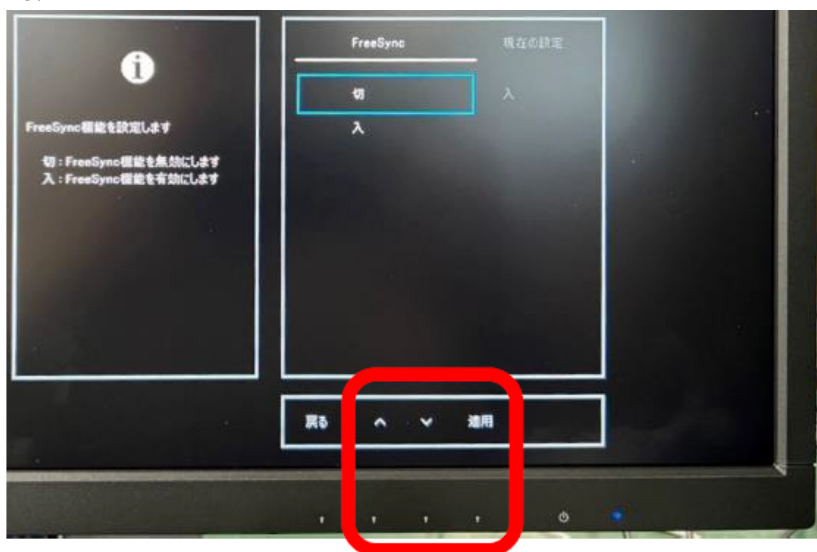 FreeSync機能を設定します
切：FreeSync機能を無効にします
入：FreeSync機能を有効にします
FreeSync 現在の設定
切 入
入
戻る 適用